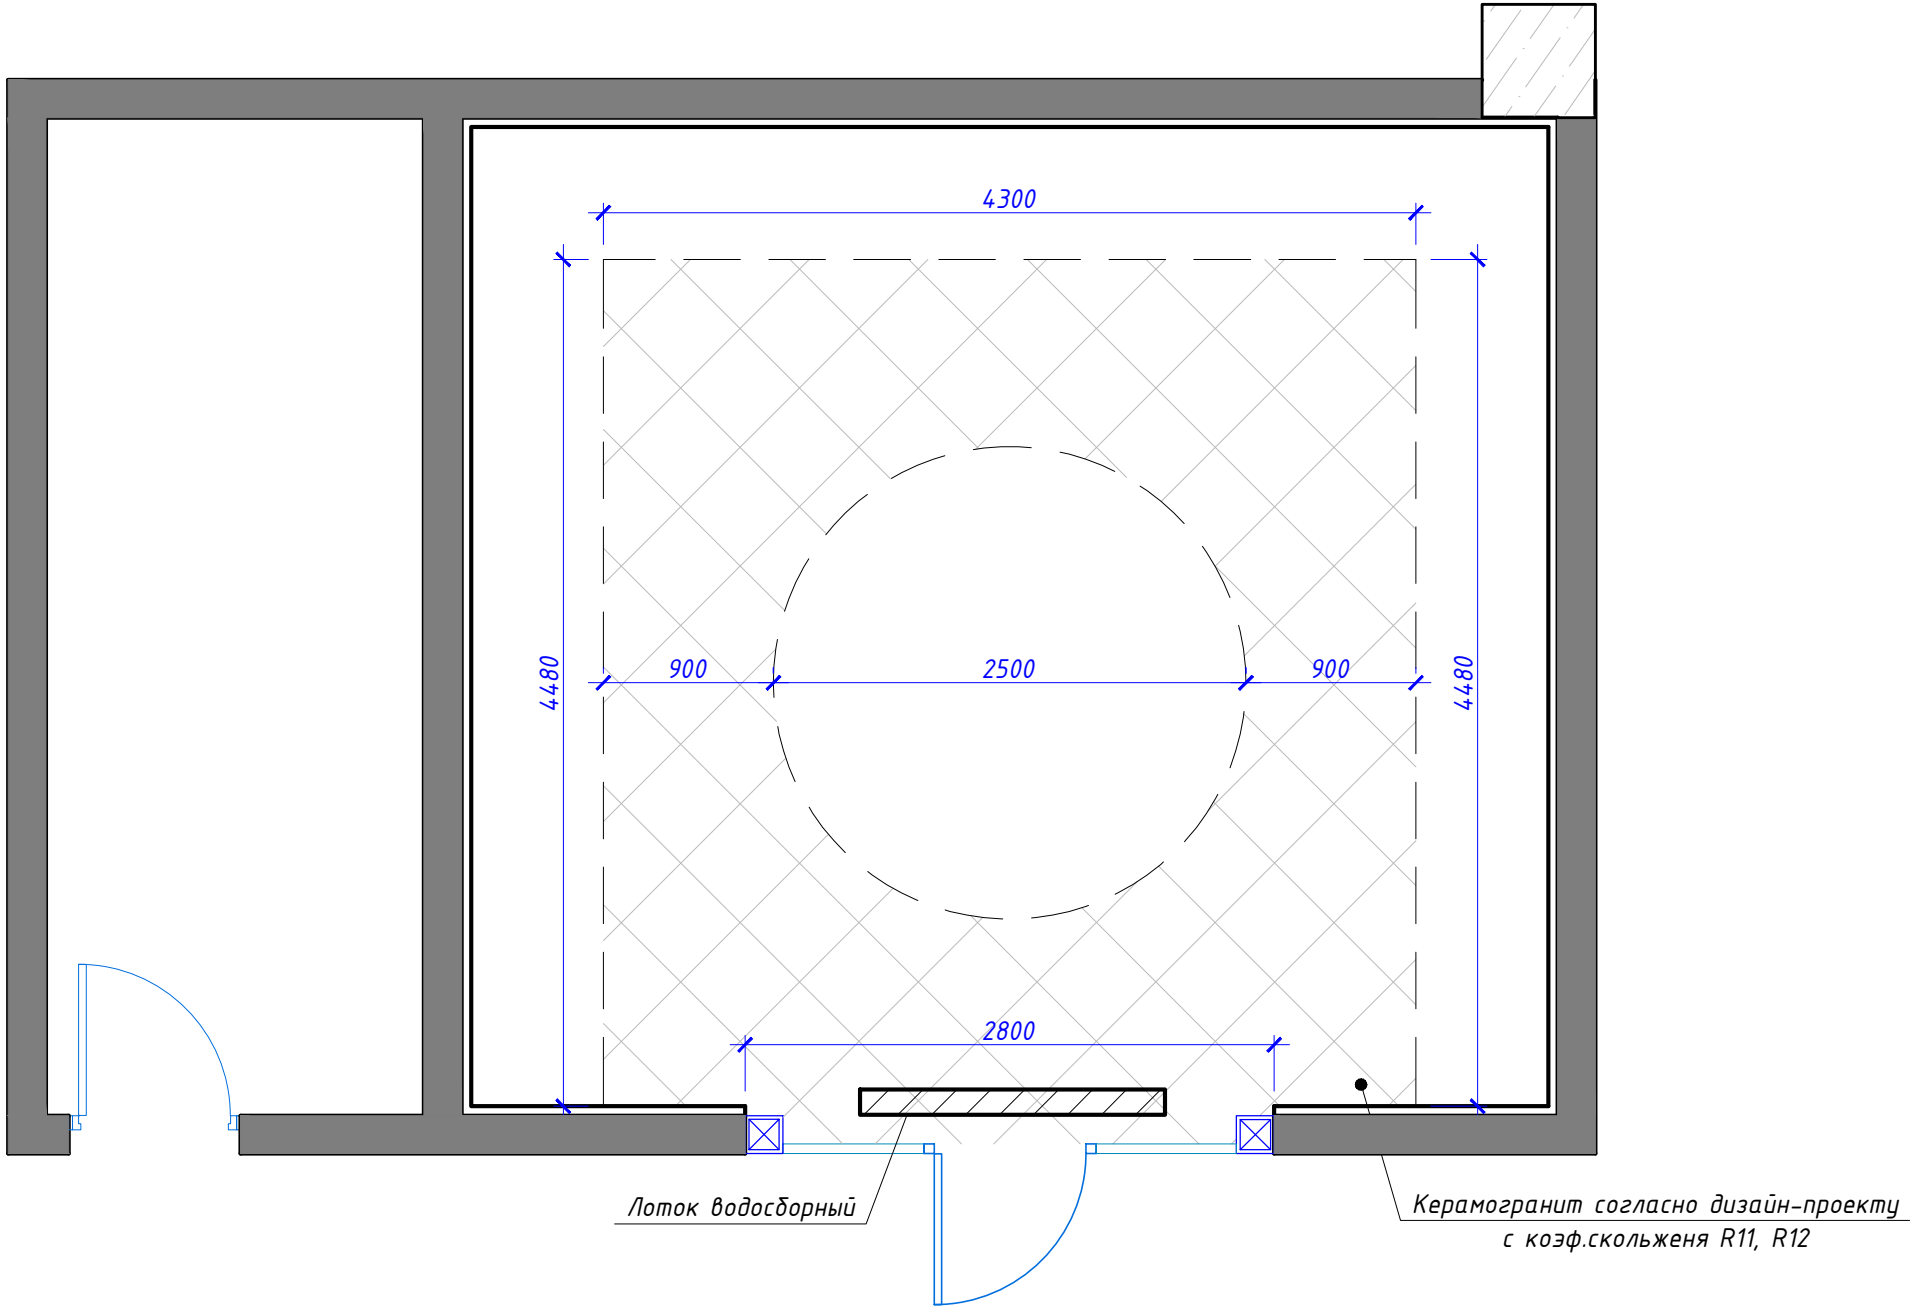 4300
4480
900
2500
900
4480
2800
Лоток водосборный
Керамогранит согласно дизайн-проекту
с коэф.скольженя R11, R12